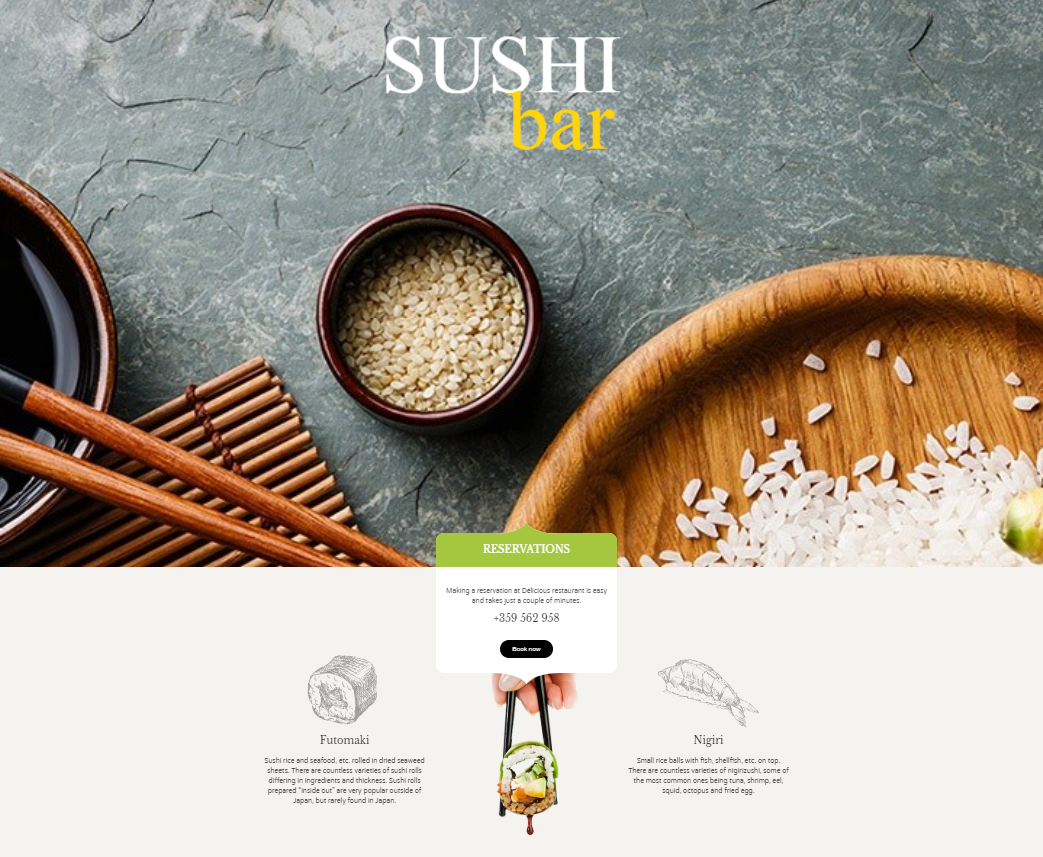 SUSHI
bar
RESERVATIONS
Making a reservation at Délicious restaurant is easy
and takes just a couple of minutes.
+359 562 958
Book now
Futomaki
Sushi rice and seafood, etc. rolled in dried seaweed
sheets. There are countless varieties of sushi rolls
differing in ingredients and thickness. Sushi rolls
prepared "inside out" are very popular outside of
Japan, but rarely found in Japan.
Nigiri
Small rice balls with fish, shellfish, etc. on top.
There are countless varieties of nigirizushi, some of
the most common ones being tuna, shrimp, eel,
squid, octopus and fried egg.